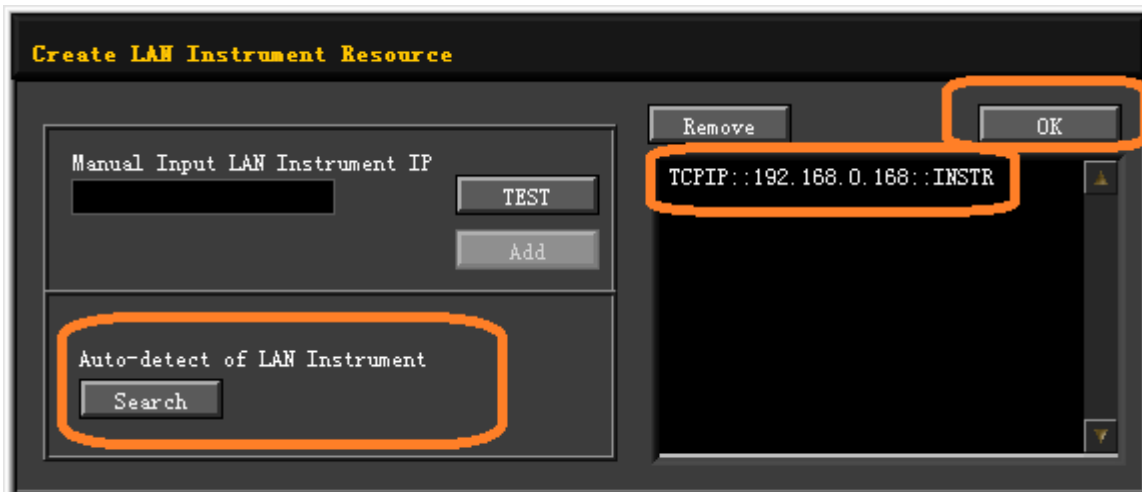 Create LAN Instrument Resource
Manual Input LAN Instrument IP
TEST
Add
Auto-detect of LAN Instrument
Search
Remove
OK
TCPIP::192.168.0.168::INSTR